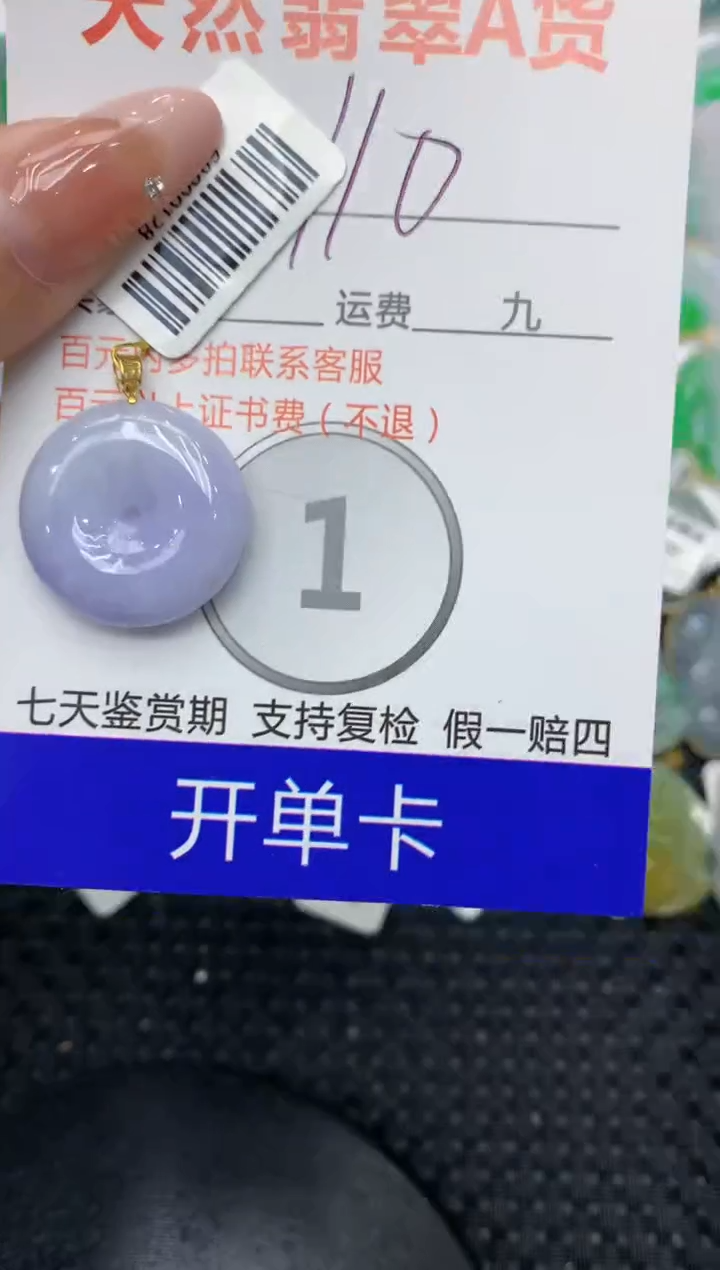 天然翡翠A货
110
运费 九
百元内多拍联系客服
百元以上证书费（不退）
1
七天鉴赏期 支持复检 假一赔四
开单卡